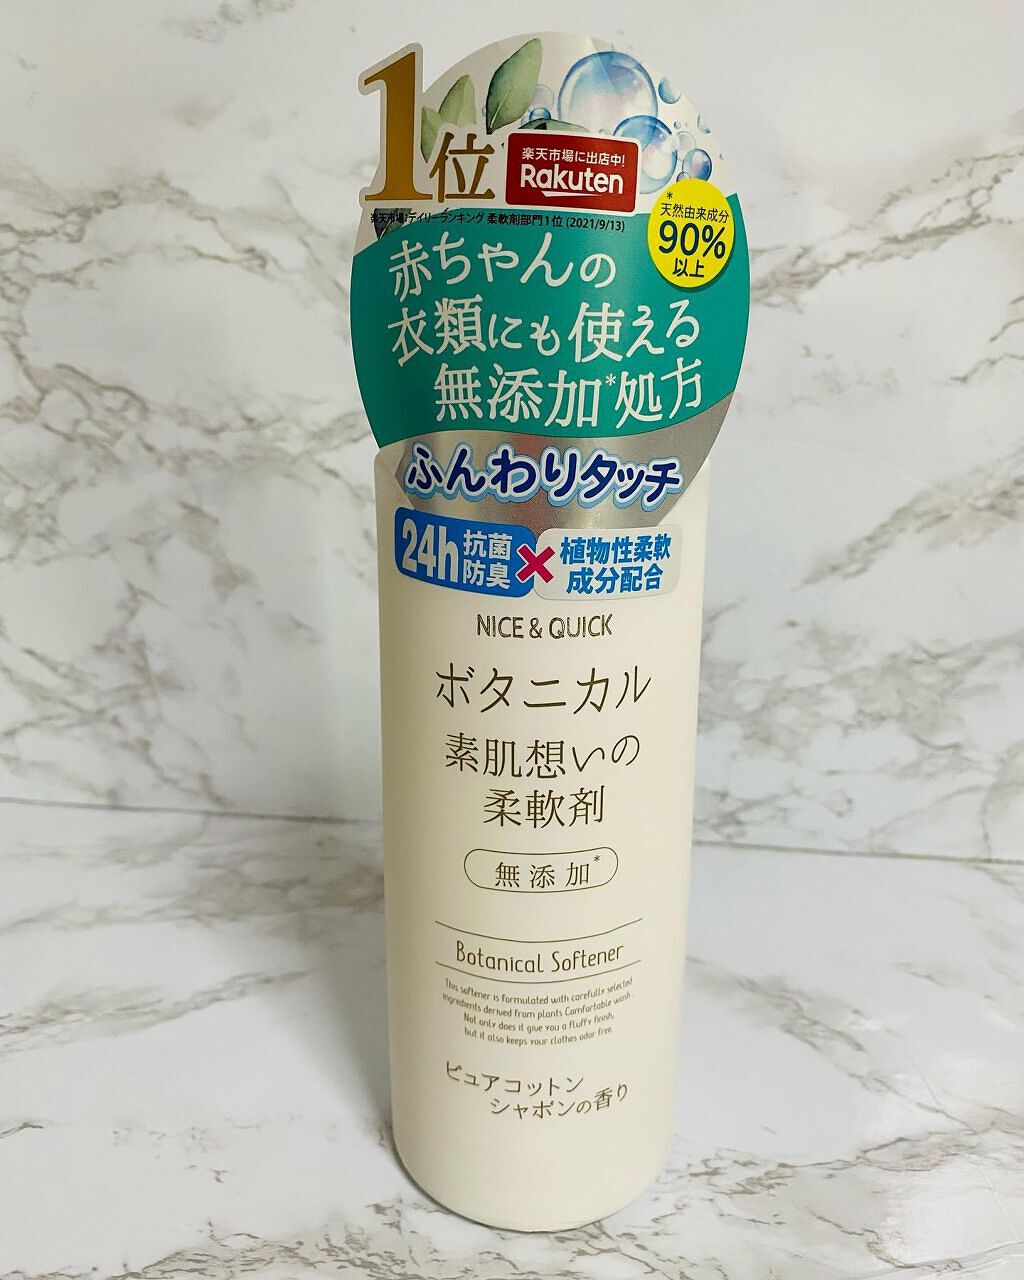 1位
楽天市場に出店中!
Rakuten
楽天市場デイリーランキング 柔軟剤部門1位 (2021/9/13)
*
天然由来成分
90%
以上
赤ちゃんの
衣類にも使える
無添加*処方
ふんわりタッチ
24h抗菌防臭×植物性柔軟成分配合
NICE & QUICK
ボタニカル
素肌想いの
柔軟剤
無添加*
Botanical Softener
This softener is formulated with carefully selected
ingredients derived from plants Comfortable wash.
Not only does it give you a fluffy finish,
but it also keeps your clothes odor free.
ピュアコットン
シャボンの香り